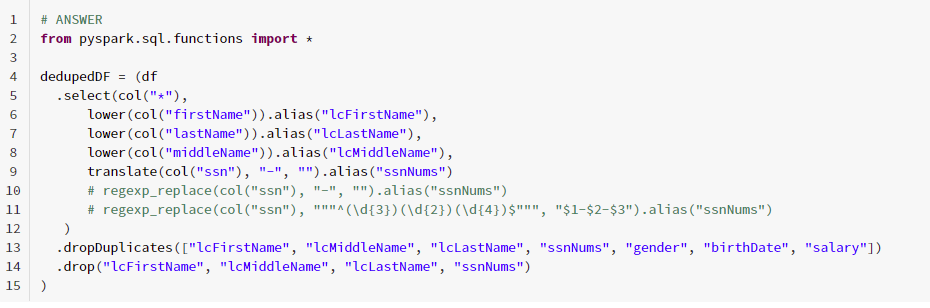 1 # ANSWER
2 from pyspark.sql.functions import *
3
4 dedupedDF = (df
5   .select(col("*"),
6       lower(col("firstName")).alias("lcFirstName"),
7       lower(col("lastName")).alias("lcLastName"),
8       lower(col("middleName")).alias("lcMiddleName"),
9       translate(col("ssn"), "-", "").alias("ssnNums")
10       # regexp_replace(col("ssn"), "-", "").alias("ssnNums")
11       # regexp_replace(col("ssn"), """^(\d{3})(\d{2})(\d{4})$""", "$1-$2-$3").alias("ssnNums")
12    )
13   .dropDuplicates(["lcFirstName", "lcMiddleName", "lcLastName", "ssnNums", "gender", "birthDate", "salary"])
14   .drop("lcFirstName", "lcMiddleName", "lcLastName", "ssnNums")
15 )